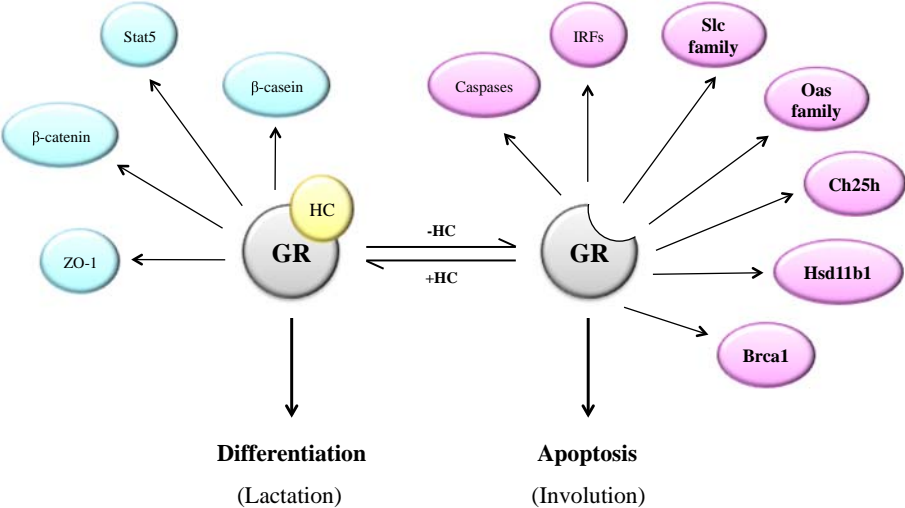 Stat5
β-casein
β-catenin
ZO-1
HC
GR
-HC
+HC
Caspases
IRFs
Slc
family
Oas
family
Ch25h
Hsd11b1
Brca1
GR
Differentiation
(Lactation)
Apoptosis
(Involution)